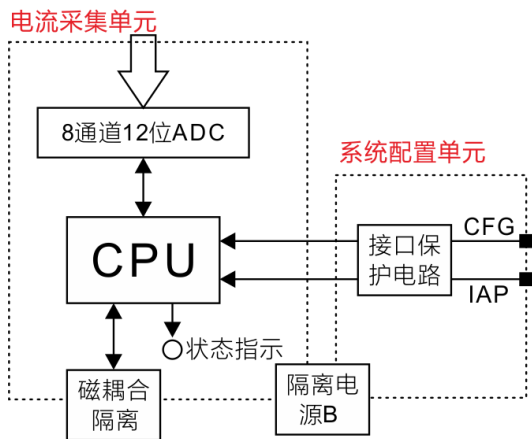 电流采集单元
8通道12位ADC
系统配置单元
CPU
接口保
护电路
CFG
IAP
状态指示
磁耦合
隔离
隔离电
源B